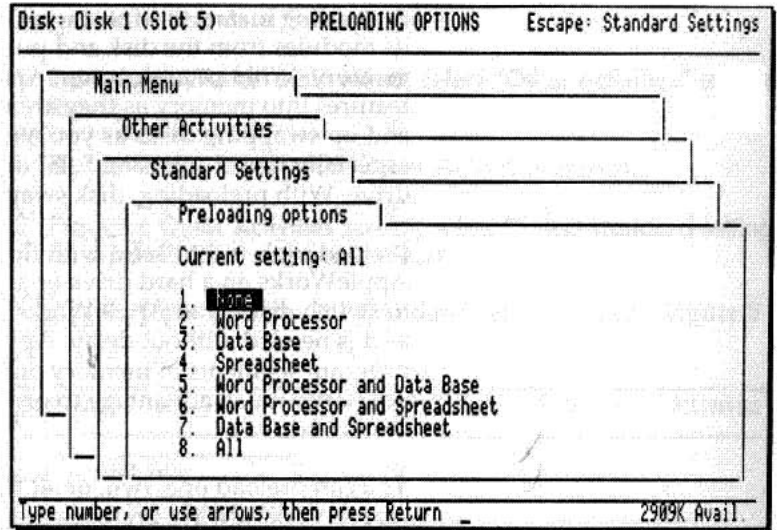 Disk: Disk 1 (Slot 5) PRELOADING OPTIONS Escape: Standard Settings
Main Menu
Other Activities
Standard Settings
Preloading options
Current setting: All
1. None
2. Word Processor
3. Data Base
4. Spreadsheet
5. Word Processor and Data Base
6. Word Processor and Spreadsheet
7. Data Base and Spreadsheet
8. All
Type number, or use arrows, then press Return _ 2909K Avail.